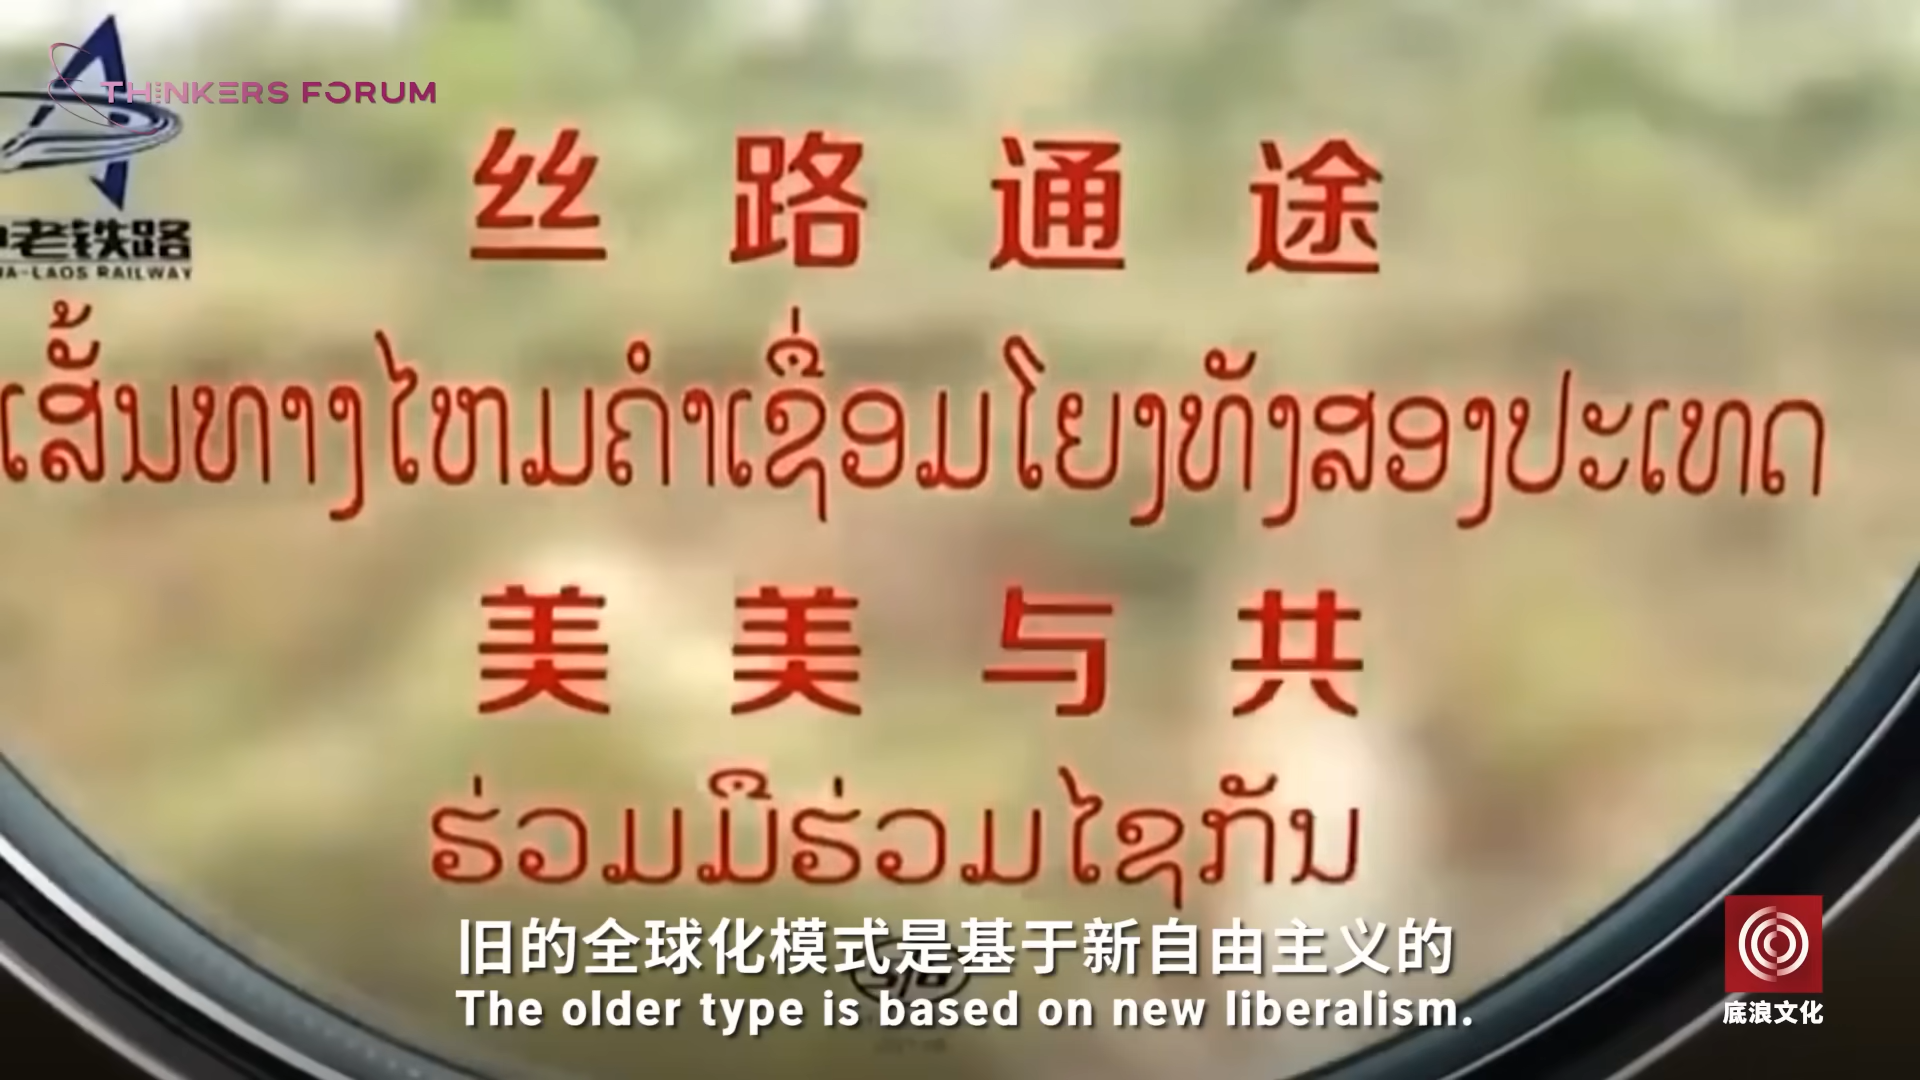 THINKERS FORUM
老铁路
LAOS RAILWAY
丝路通途
ເສັ້ນທາງໄຫມຄຳເຊື່ອມໂຍງທັງສອງປະເທດ
美美与共
ຮ່ວມມືຮ່ວມໄຊກັນ
旧的全球化模式是基于新自由主义的
The older type is based on new liberalism.
底浪文化